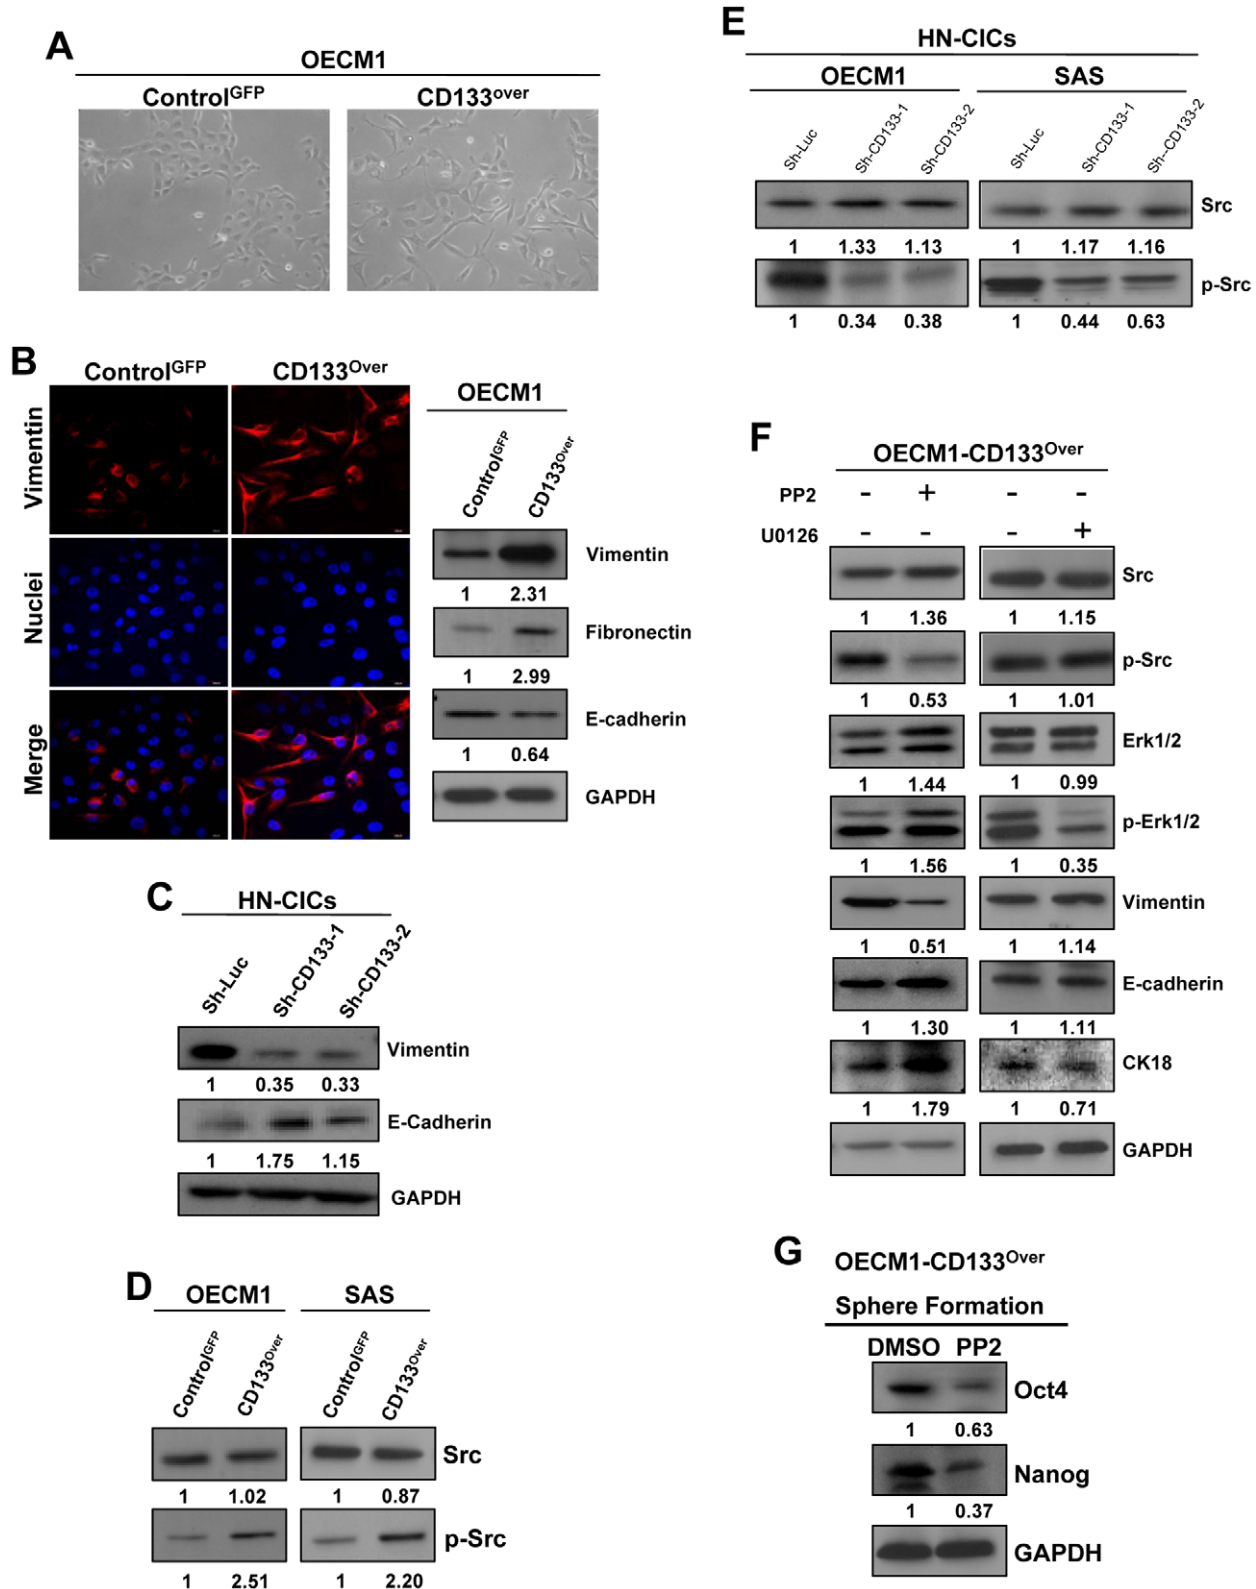 A
OECM1
Control^GFP CD133^over
B
Control^GFP CD133^Over
Vimentin
Nuclei
Merge
OECM1
Control^GFP CD133^Over
Vimentin
1 2.31
Fibronectin
1 2.99
E-cadherin
1 0.64
GAPDH
C
HN-CICs
Sh-Luc Sh-CD133-1 Sh-CD133-2
Vimentin
1 0.35 0.33
E-Cadherin
1 1.75 1.15
GAPDH
D
OECM1 SAS
Control^GFP CD133^Over Control^GFP CD133^Over
Src
1 1.02 1 0.87
p-Src
1 2.51 1 2.20
E
HN-CICs
OECM1 SAS
Sh-Luc Sh-CD133-1 Sh-CD133-2 Sh-Luc Sh-CD133-1 Sh--CD133-2
Src
1 1.33 1.13 1 1.17 1.16
p-Src
1 0.34 0.38 1 0.44 0.63
F
OECM1-CD133^Over
PP2 - + - -
U0126 - - - +
Src
1 1.36 1 1.15
p-Src
1 0.53 1 1.01
Erk1/2
1 1.44 1 0.99
p-Erk1/2
1 1.56 1 0.35
Vimentin
1 0.51 1 1.14
E-cadherin
1 1.30 1 1.11
CK18
1 1.79 1 0.71
GAPDH
G
OECM1-CD133^Over
Sphere Formation
DMSO PP2
Oct4
1 0.63
Nanog
1 0.37
GAPDH